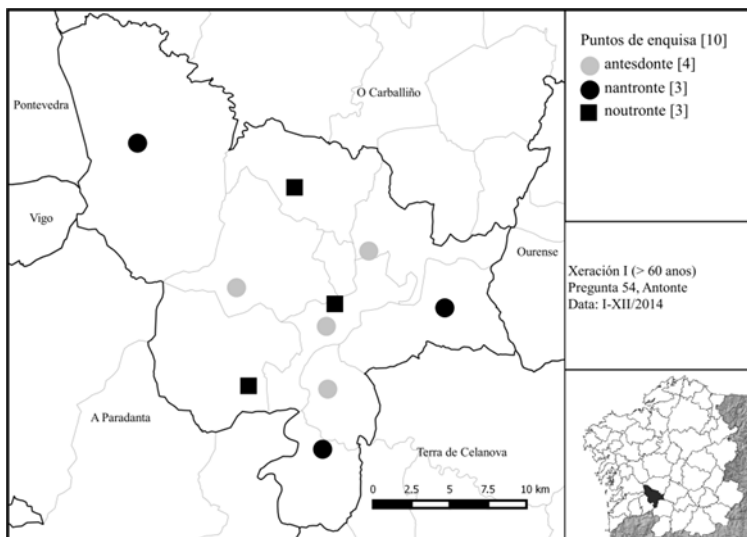 O Carballiño
Pontevedra
Vigo
Ourense
A Paradanta
Terra de Celanova
0 2.5 5 7.5 10 km
Puntos de enquisa [10]
antesdonte [4]
nantronte [3]
noutronte [3]
Xeración I (> 60 anos)
Pregunta 54, Antonte
Data: I-XII/2014